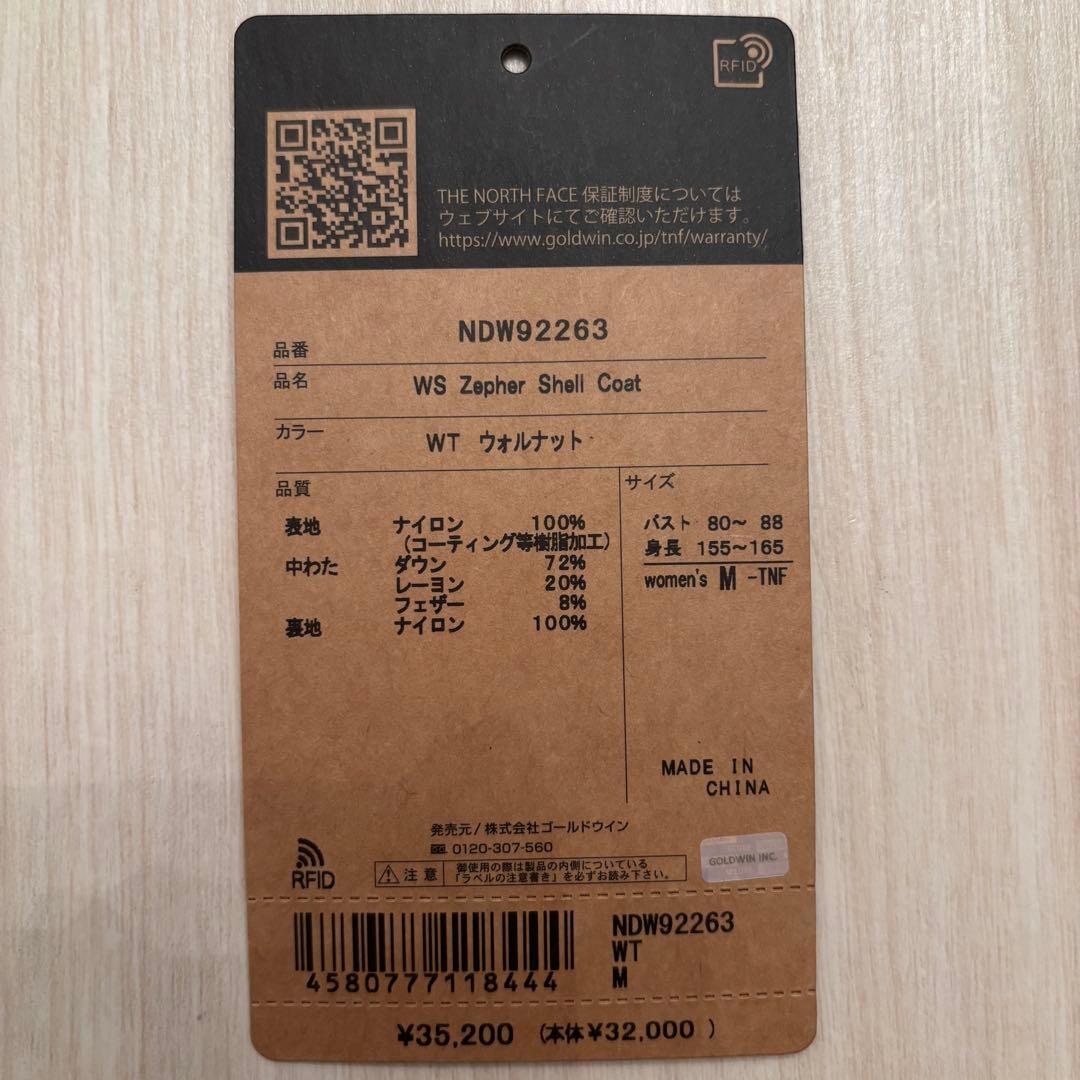 RFID
THE NORTH FACE 保証制度については
ウェブサイトにてご確認いただけます。
https://www.goldwin.co.jp/tnf/warranty/
品番 NDW92263
品名 WS Zepher Shell Coat
カラー WT ウォルナット
品質
表地 ナイロン 100%
(コーティング等樹脂加工)
中わた ダウン 72%
レーヨン 20%
フェザー 8%
裏地 ナイロン 100%
サイズ
バスト 80〜 88
身長 155〜165
women's M -TNF
MADE IN
CHINA
発売元/株式会社ゴールドウイン
0120-307-560
RFID
注意
御使用の際は製品の内側についている
「ラベルの注意書き」を必ずお読み下さい。
GOLDWIN INC.
4580777118444
NDW92263
WT
M
¥35,200 (本体¥32,000 )